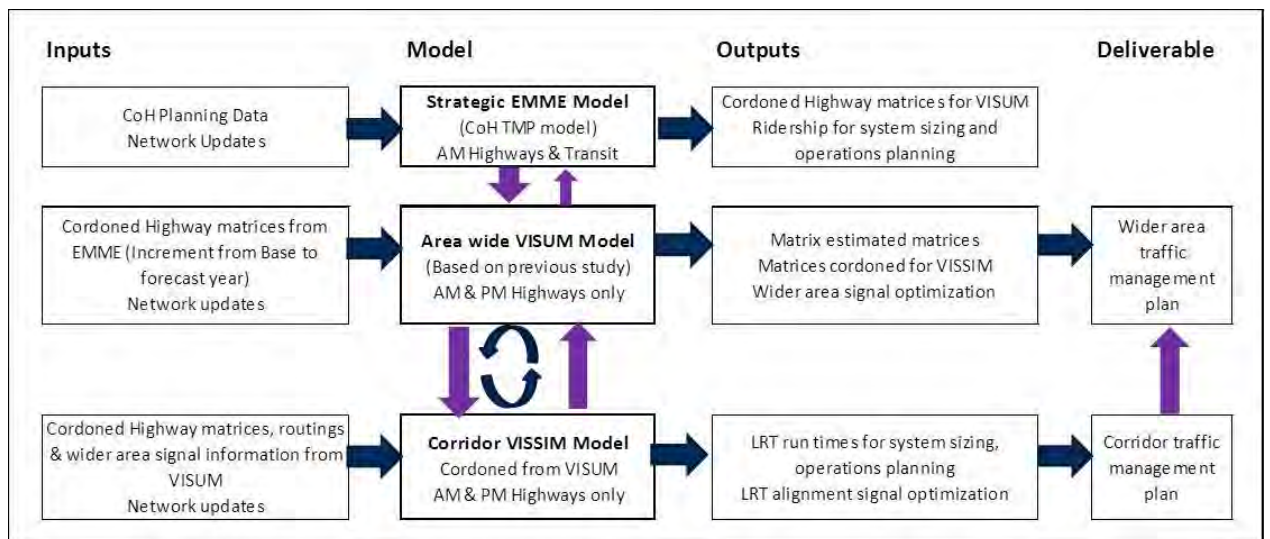 Inputs
Model
Outputs
Deliverable
CoH Planning Data
Network Updates
Strategic EMME Model
(CoH TMP model)
AM Highways & Transit
Cordoned Highway matrices for VISUM
Ridership for system sizing and
operations planning
Cordoned Highway matrices from
EMME (Increment from Base to
forecast year)
Network updates
Area wide VISUM Model
(Based on previous study)
AM & PM Highways only
Matrix estimated matrices
Matrices cordoned for VISSIM
Wider area signal optimization
Wider area
traffic
management
plan
Cordoned Highway matrices, routings
& wider area signal information from
VISUM
Network updates
Corridor VISSIM Model
Cordoned from VISUM
AM & PM Highways only
LRT run times for system sizing,
operations planning
LRT alignment signal optimization
Corridor traffic
management
plan